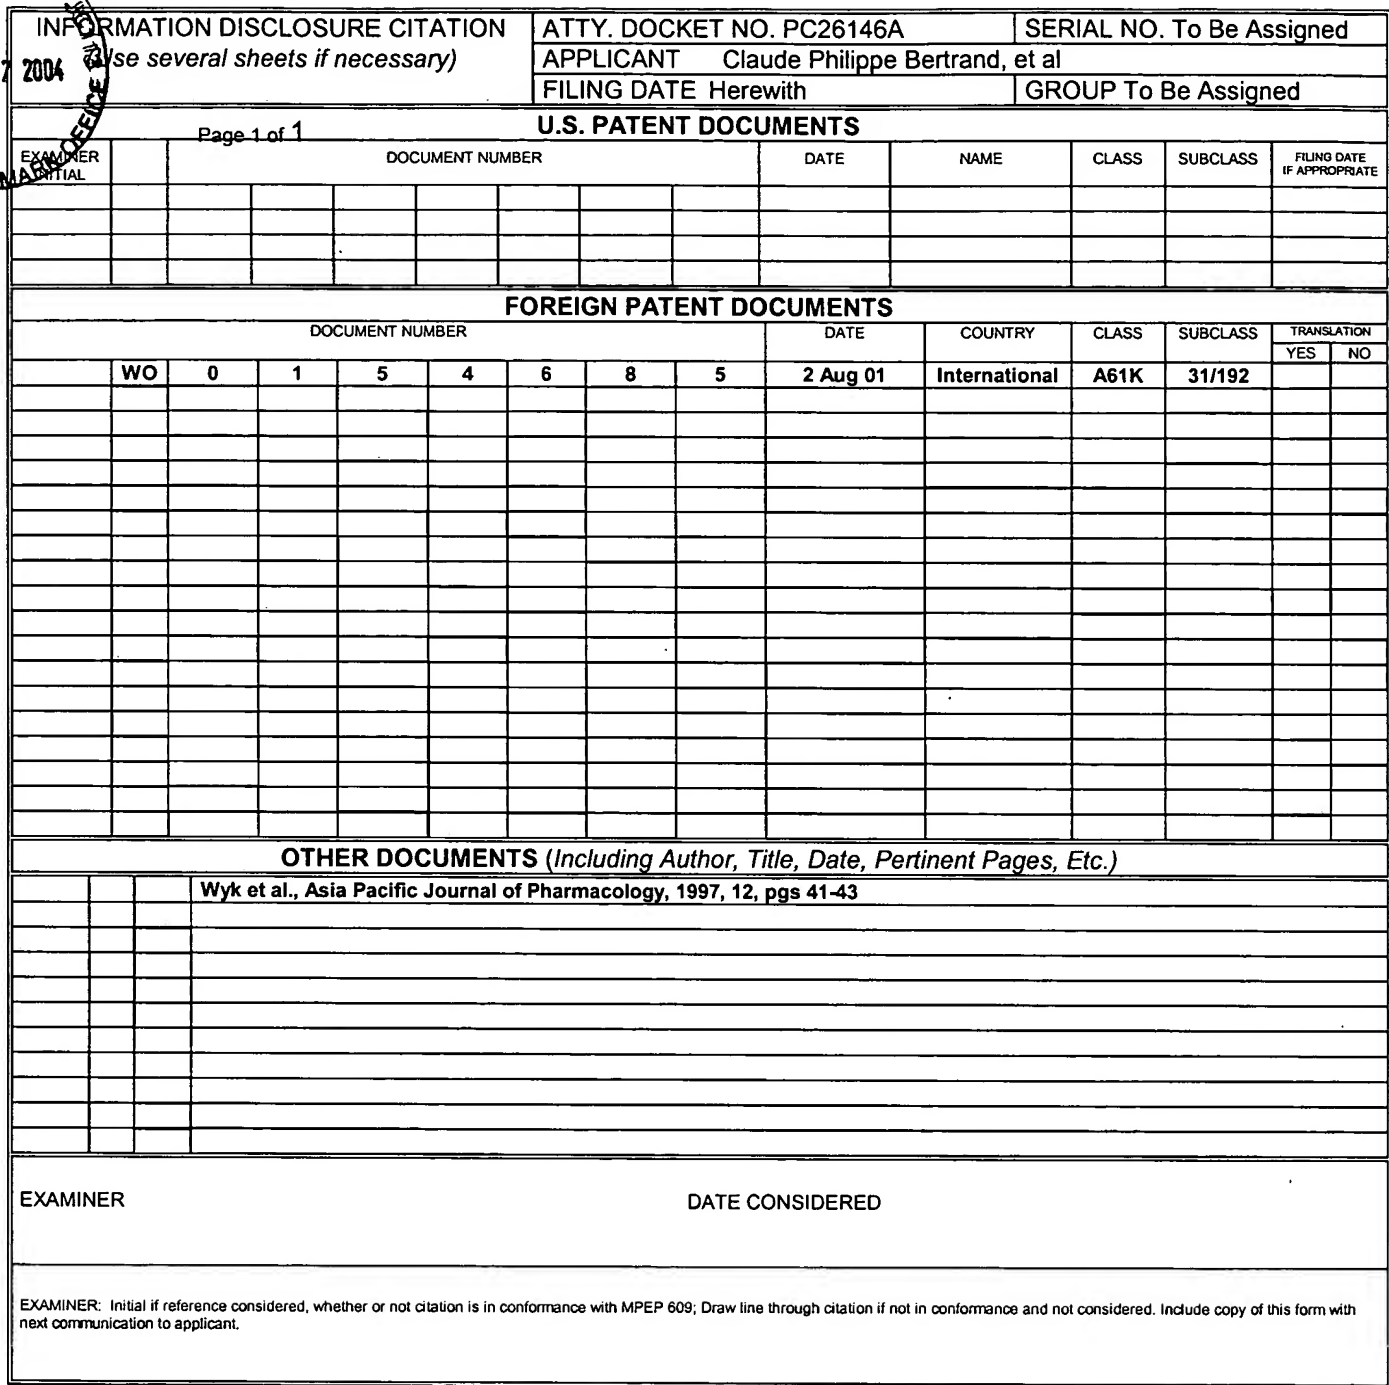 INFORMATION DISCLOSURE CITATION
(Use several sheets if necessary)
2004
OFFICE
MARK
ATTY. DOCKET NO. PC26146A
SERIAL NO. To Be Assigned
APPLICANT Claude Philippe Bertrand, et al
FILING DATE Herewith
GROUP To Be Assigned
Page 1 of 1
U.S. PATENT DOCUMENTS
EXAMINER INITIAL DOCUMENT NUMBER DATE NAME CLASS SUBCLASS FILING DATE IF APPROPRIATE
FOREIGN PATENT DOCUMENTS
DOCUMENT NUMBER DATE COUNTRY CLASS SUBCLASS TRANSLATION
YES NO
WO 0 1 5 4 6 8 5 2 Aug 01 International A61K 31/192
OTHER DOCUMENTS (Including Author, Title, Date, Pertinent Pages, Etc.)
Wyk et al., Asia Pacific Journal of Pharmacology, 1997, 12, pgs 41-43
EXAMINER DATE CONSIDERED
EXAMINER: Initial if reference considered, whether or not citation is in conformance with MPEP 609; Draw line through citation if not in conformance and not considered. Include copy of this form with
next communication to applicant.